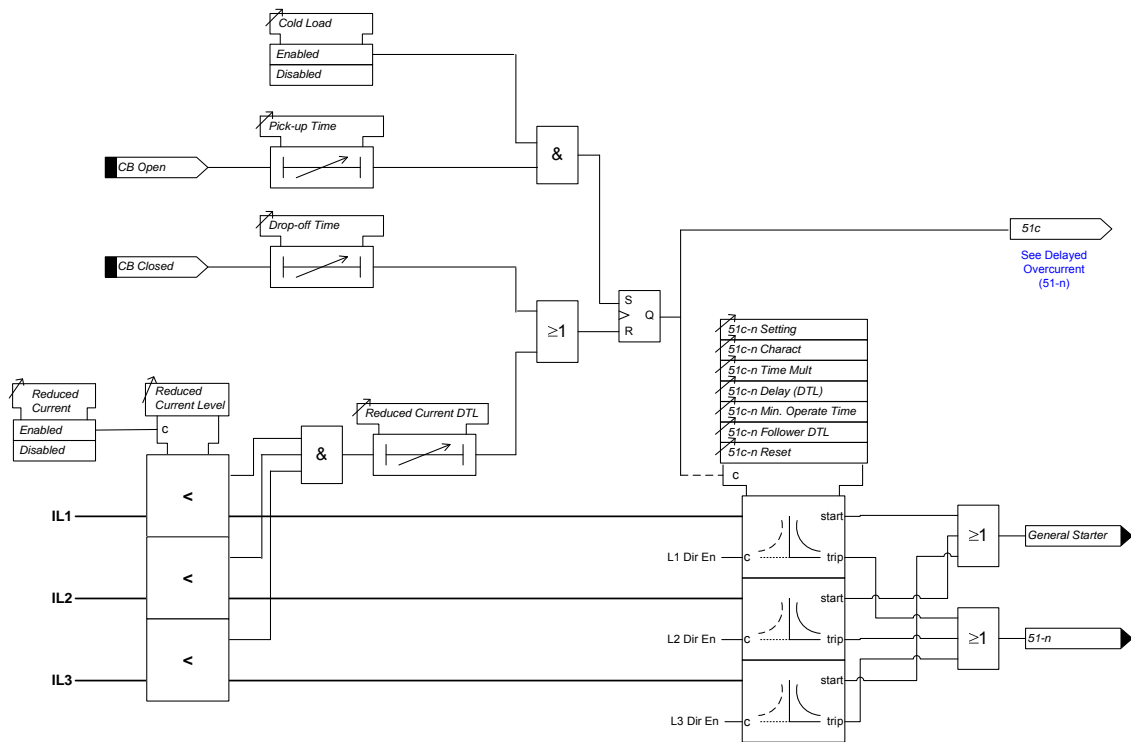 Cold Load
Enabled
Disabled
Pick-up Time
CB Open
&
Drop-off Time
CB Closed
51c
See Delayed
Overcurrent
(51-n)
S
Q
R
≥1
51c-n Setting
51c-n Charact
51c-n Time Mult
51c-n Delay (DTL)
51c-n Min. Operate Time
51c-n Follower DTL
51c-n Reset
c
Reduced
Current
Enabled
Disabled
Reduced
Current Level
c
Reduced Current DTL
&
<
IL1
start
L1 Dir En
c
trip
≥1
General Starter
<
IL2
start
L2 Dir En
c
trip
≥1
51-n
<
IL3
start
L3 Dir En
c
trip